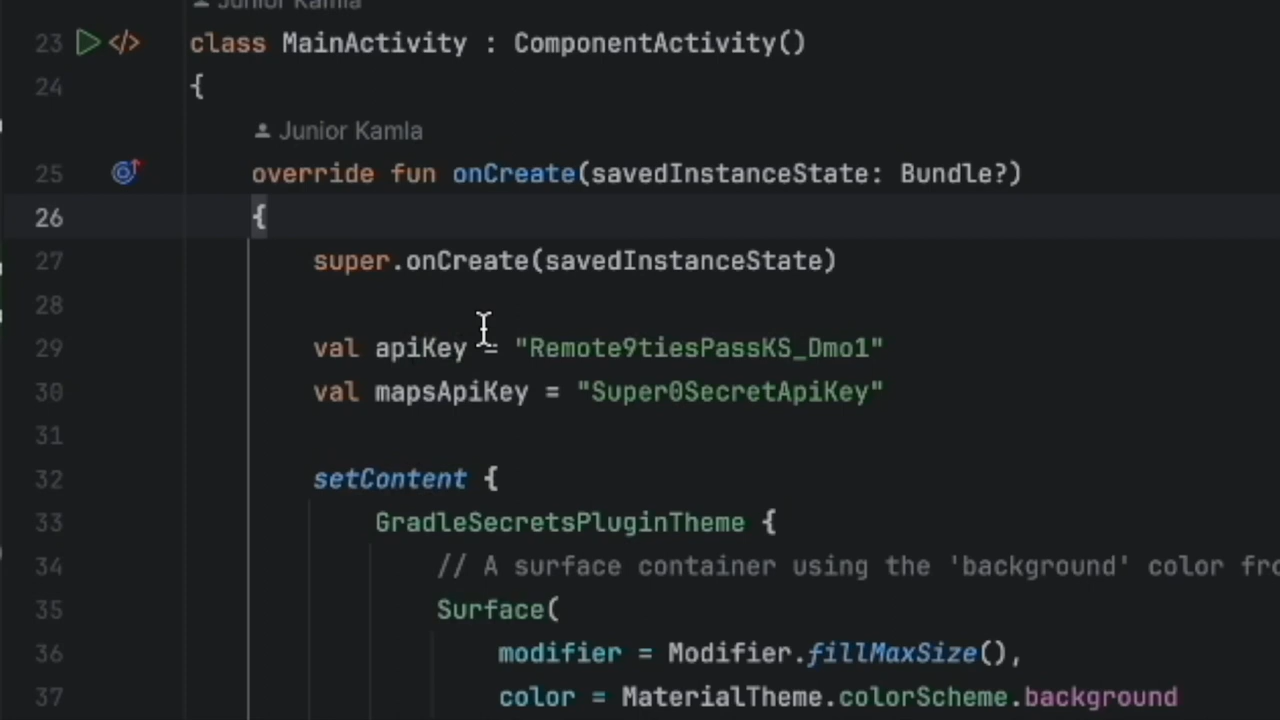 Junior Kamla
23 class MainActivity : ComponentActivity()
24 {
Junior Kamla
25 override fun onCreate(savedInstanceState: Bundle?)
26 {
27 super.onCreate(savedInstanceState)
28
29 val apiKey = "Remote9tiesPassKS_Dmo1"
30 val mapsApiKey = "Super0SecretApiKey"
31
32 setContent {
33 GradleSecretsPluginTheme {
34 // A surface container using the 'background' color fro
35 Surface(
36 modifier = Modifier.fillMaxSize(),
37 color = MaterialTheme.colorScheme.background